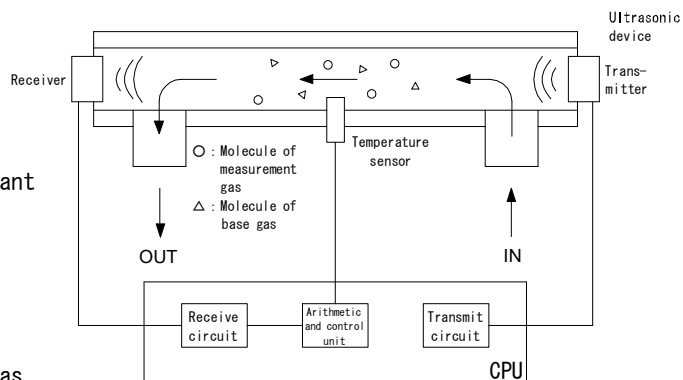 Ultrasonic
device
Receiver
Trans-
mitter
Temperature
sensor
○ : Molecule of
measurement
gas
△ : Molecule of
base gas
ant
OUT
IN
Receive
circuit
Arithmetic
and control
unit
Transmit
circuit
CPU
as